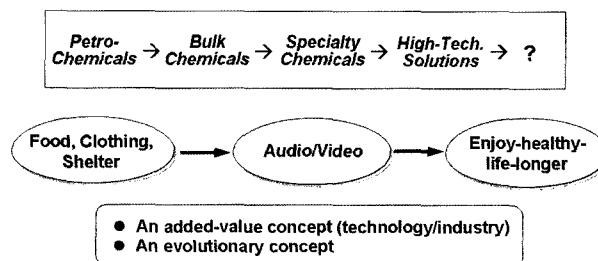 Petro- Bulk Specialty High-Tech.
Chemicals → Chemicals → Chemicals → Solutions → ?
Food, Clothing,
Shelter
Audio/Video
Enjoy-healthy-
life-longer
● An added-value concept (technology/industry)
● An evolutionary concept